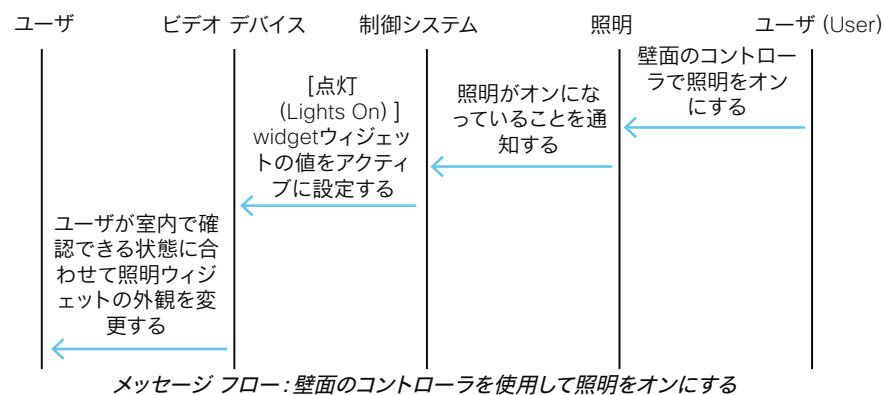 ユーザ
ビデオ デバイス
制御システム
照明
ユーザ (User)
壁面のコントロー
ラで照明をオン
にする
照明がオンにな
っていることを通
知する
[点灯
(Lights On) ]
widgetウィジェッ
トの値をアクティ
ブに設定する
ユーザが室内で確
認できる状態に合
わせて照明ウィジ
ェットの外観を変
更する
メッセージ フロー : 壁面のコントローラを使用して照明をオンにする